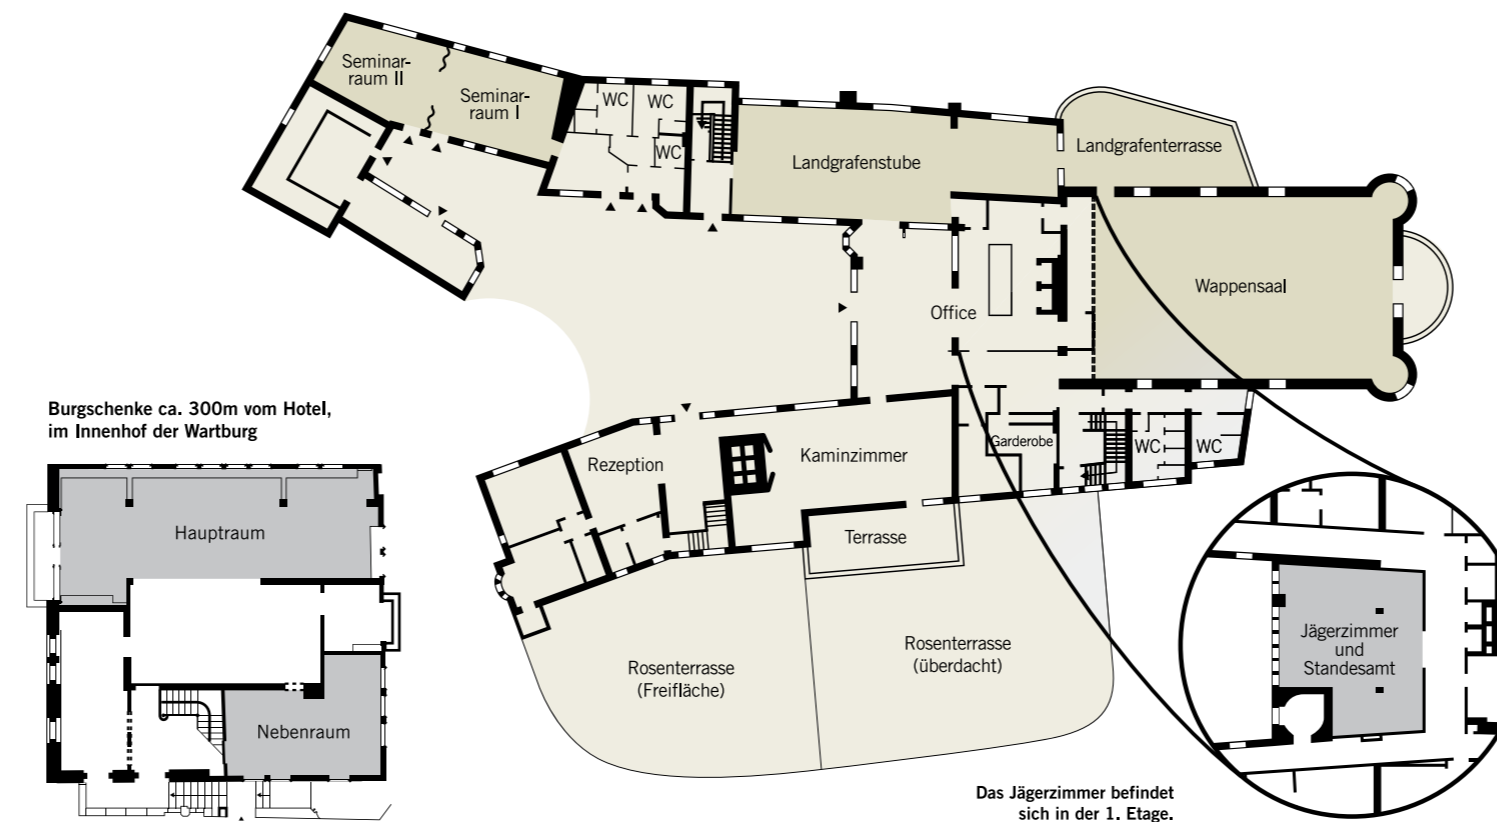 Seminar-
raum II
Seminar-
raum I
WC
WC
WC
Landgrafenstube
Landgrafenterrasse
Wappensaal
Office
Burgschenke ca. 300m vom Hotel,
im Innenhof der Wartburg
Hauptraum
Nebenraum
Rezeption
Kaminzimmer
Garderobe
WC
WC
Terrasse
Rosenterrasse
(Freifläche)
Rosenterrasse
(überdacht)
Jägerzimmer
und
Standesamt
Das Jägerzimmer befindet
sich in der 1. Etage.